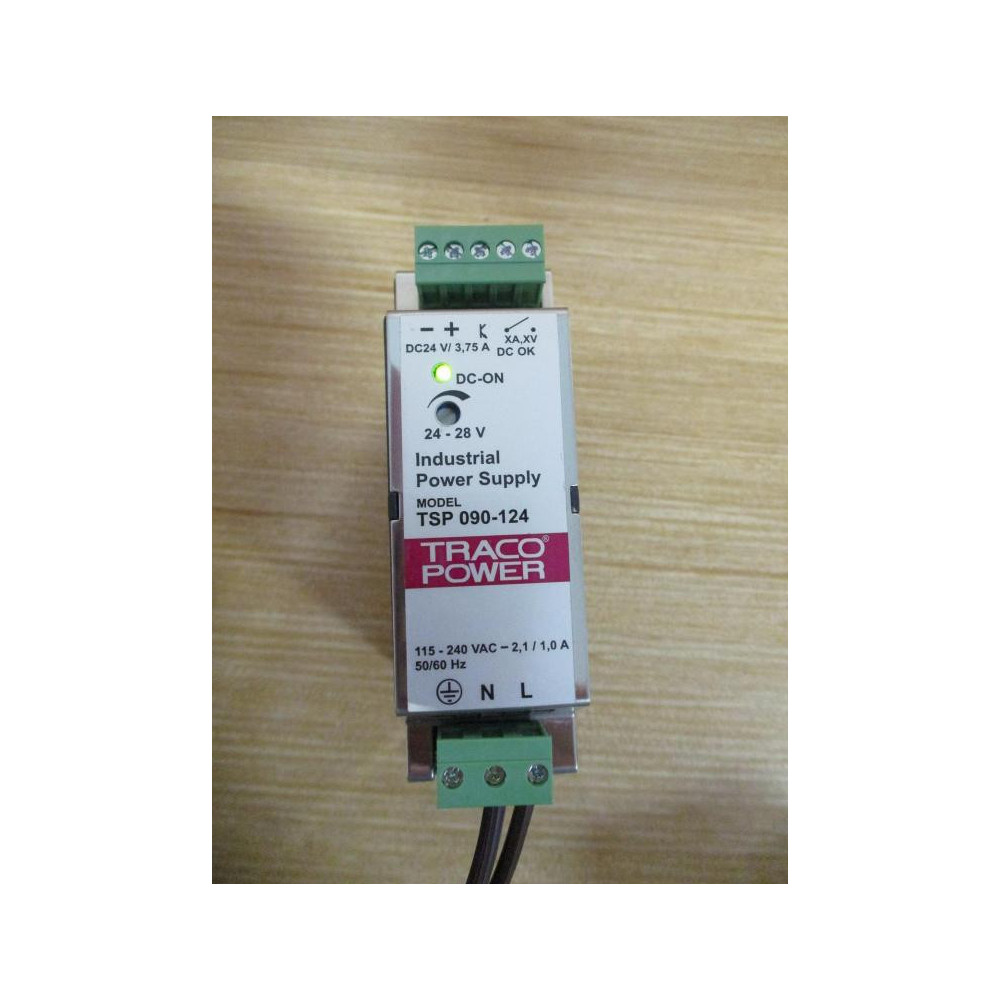 − +
XA,XV
DC24 V/ 3,75 A DC OK
DC-ON
24 - 28 V
Industrial
Power Supply
MODEL
TSP 090-124
TRACO®
POWER
115 - 240 VAC – 2,1 / 1,0 A
50/60 Hz
N L